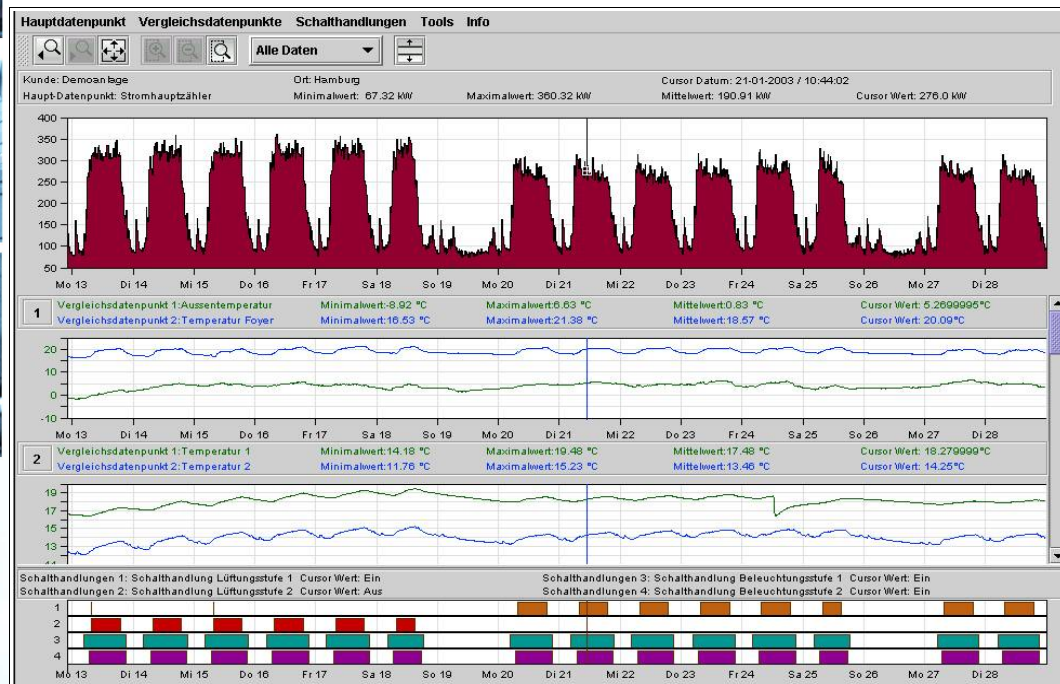 Hauptdatenpunkt Vergleichsdatenpunkte Schalthandlungen Tools Info
Alle Daten
Kunde: Demoanlage Ort: Hamburg Cursor Datum: 21-01-2003 / 10:44:02
Haupt-Datenpunkt: Stromhauptzähler Minimalwert: 67.32 kW Maximalwert: 360.32 kW Mittelwert: 190.91 kW Cursor Wert: 276.0 kW
400
350
300
250
200
150
100
50
Mo 13 Di 14 Mi 15 Do 16 Fr 17 Sa 18 So 19 Mo 20 Di 21 Mi 22 Do 23 Fr 24 Sa 25 So 26 Mo 27 Di 28
1
Vergleichsdatenpunkt 1:Aussentemperatur Minimalwert:-8.92 °C Maximalwert:6.63 °C Mittelwert:0.83 °C Cursor Wert: 5.2699995°C
Vergleichsdatenpunkt 2:Temperatur Foyer Minimalwert:16.53 °C Maximalwert:21.38 °C Mittelwert:18.57 °C Cursor Wert: 20.09°C
20
10
0
-10
Mo 13 Di 14 Mi 15 Do 16 Fr 17 Sa 18 So 19 Mo 20 Di 21 Mi 22 Do 23 Fr 24 Sa 25 So 26 Mo 27 Di 28
2
Vergleichsdatenpunkt 1:Temperatur 1 Minimalwert:14.18 °C Maximalwert:19.48 °C Mittelwert:17.48 °C Cursor Wert: 18.279999°C
Vergleichsdatenpunkt 2:Temperatur 2 Minimalwert:11.76 °C Maximalwert:15.23 °C Mittelwert:13.46 °C Cursor Wert: 14.25°C
19
17
15
13
11
Schalthandlungen 1: Schalthandlung Lüftungsstufe 1 Cursor Wert: Ein Schalthandlungen 3: Schalthandlung Beleuchtungsstufe 1 Cursor Wert: Ein
Schalthandlungen 2: Schalthandlung Lüftungsstufe 2 Cursor Wert: Aus Schalthandlungen 4: Schalthandlung Beleuchtungsstufe 2 Cursor Wert: Ein
1
2
3
4
Mo 13 Di 14 Mi 15 Do 16 Fr 17 Sa 18 So 19 Mo 20 Di 21 Mi 22 Do 23 Fr 24 Sa 25 So 26 Mo 27 Di 28